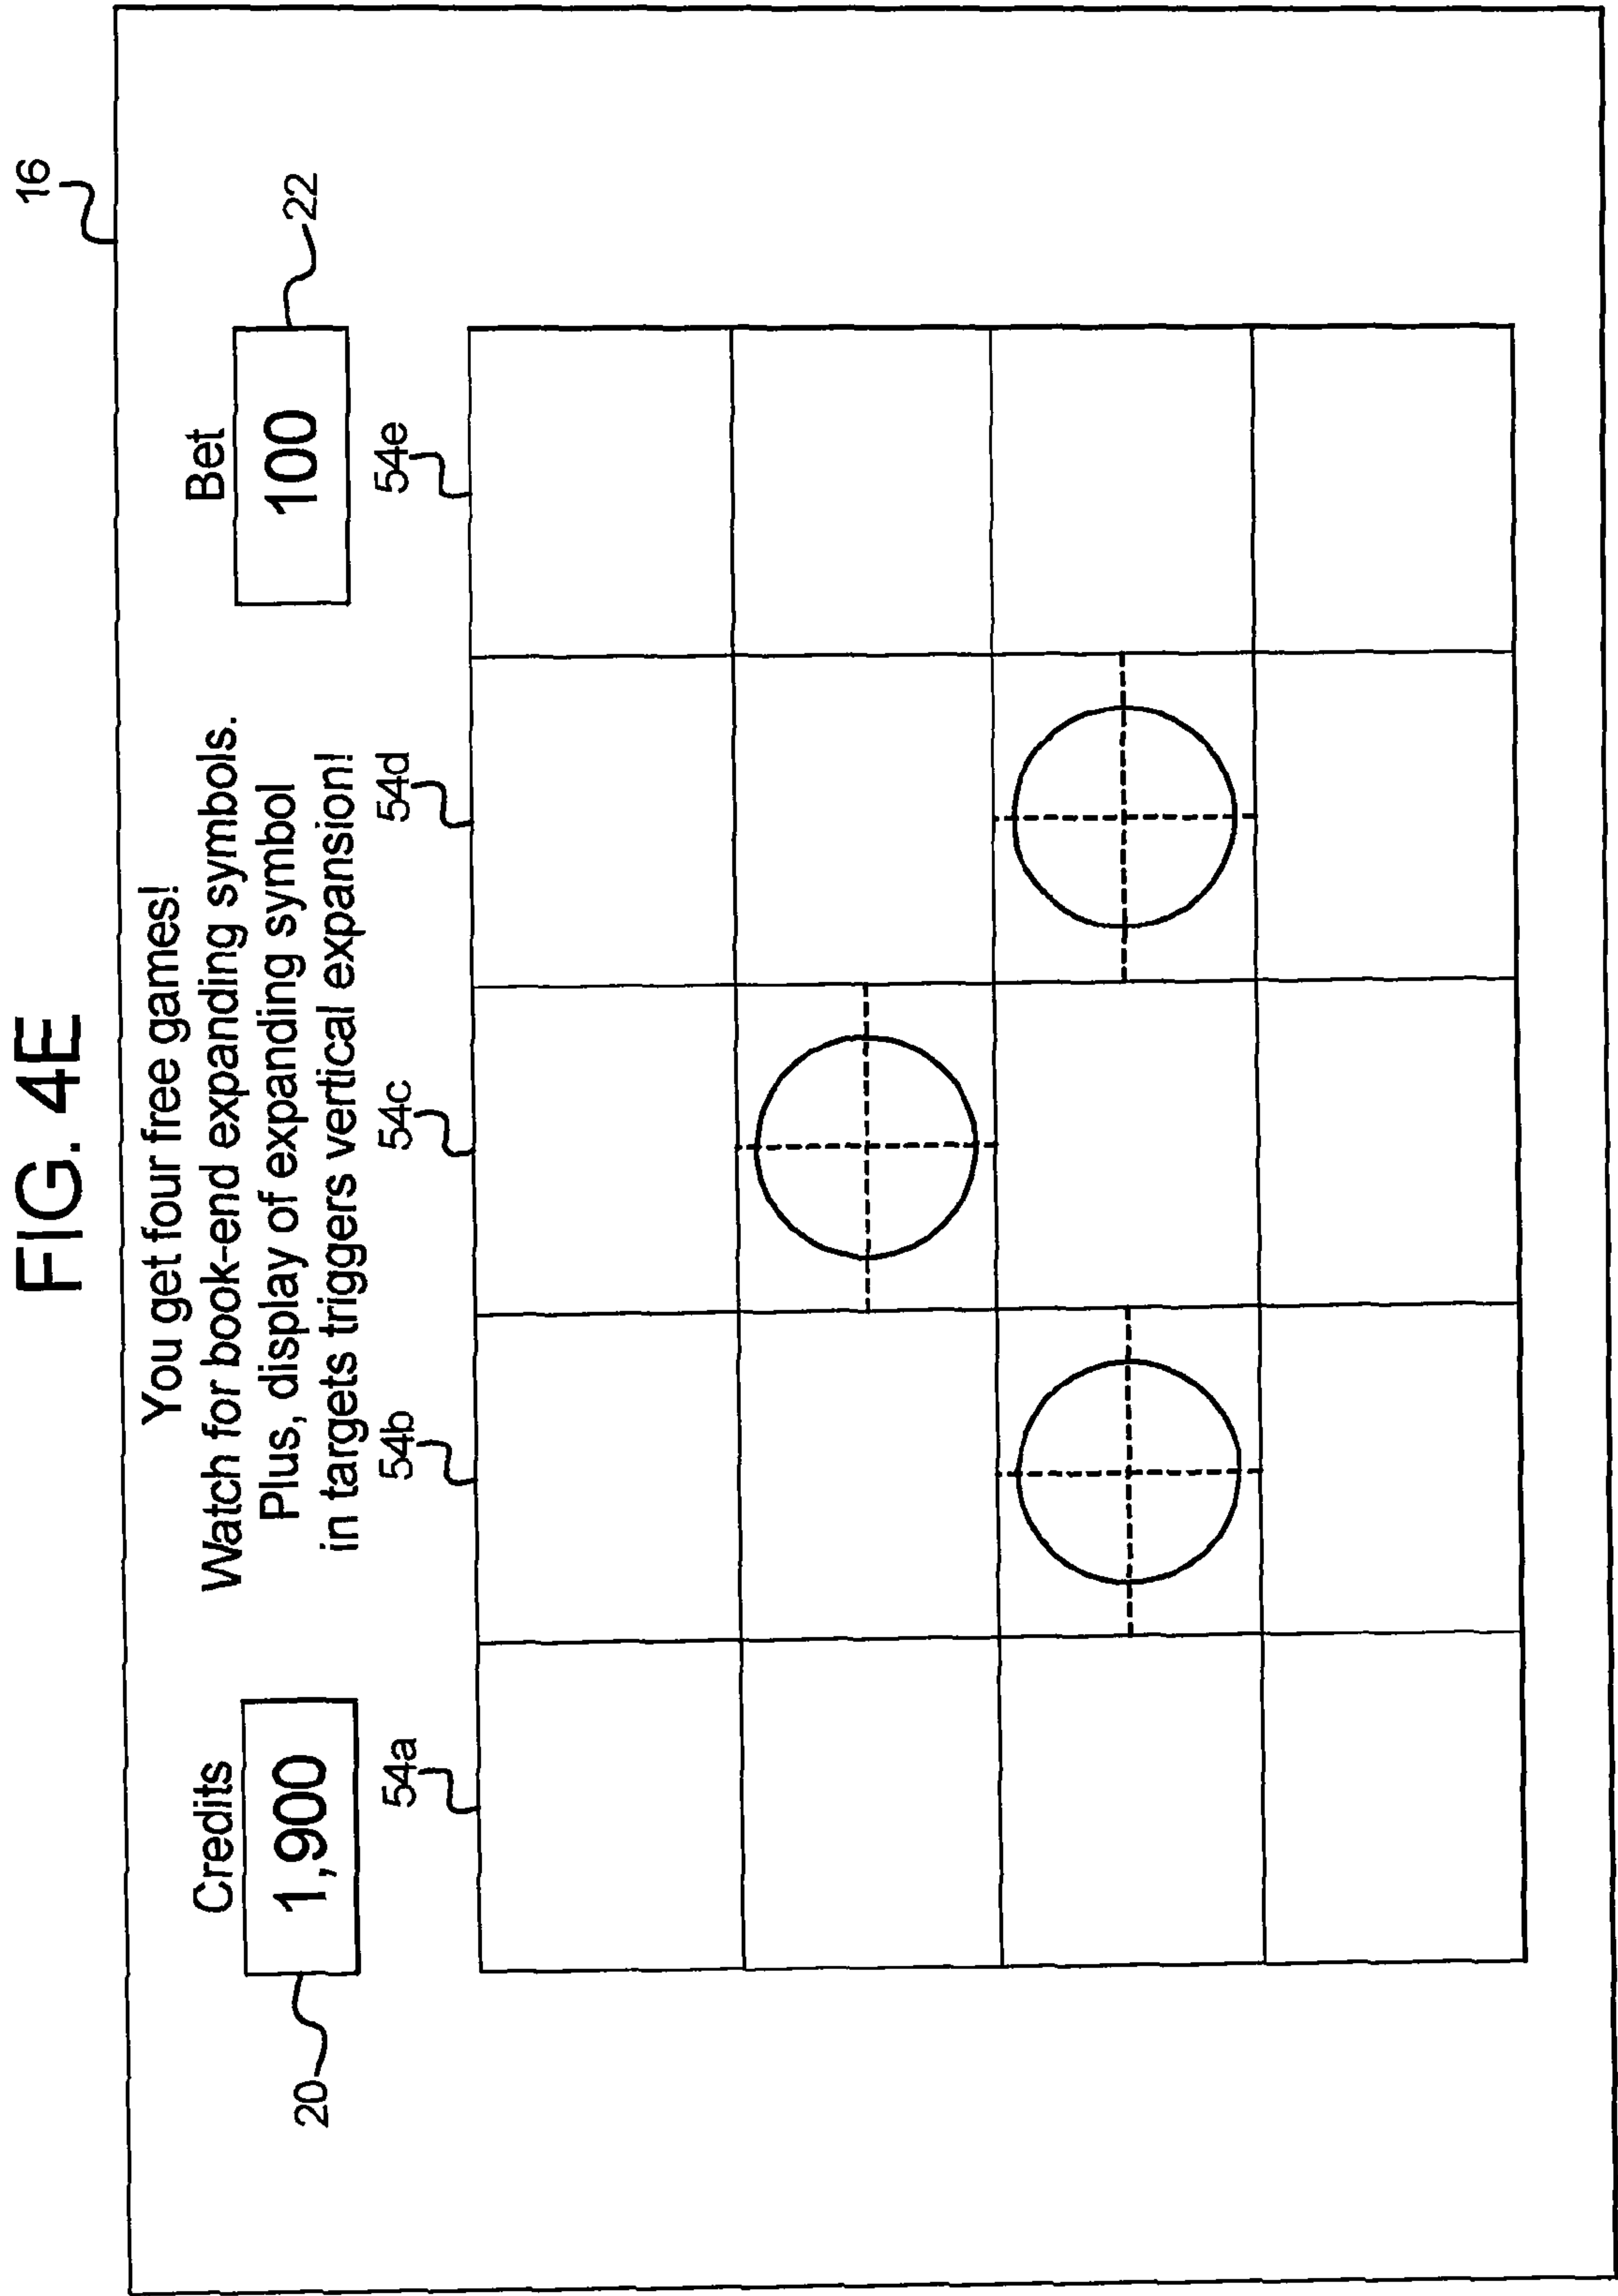 FIG. 4E
16
You get four free games!
Watch for book-end expanding symbols.
Plus, display of expanding symbol
in targets triggers vertical expansion!
Credits
1,900
20
Bet
100
22
54a
54b
54c
54d
54e